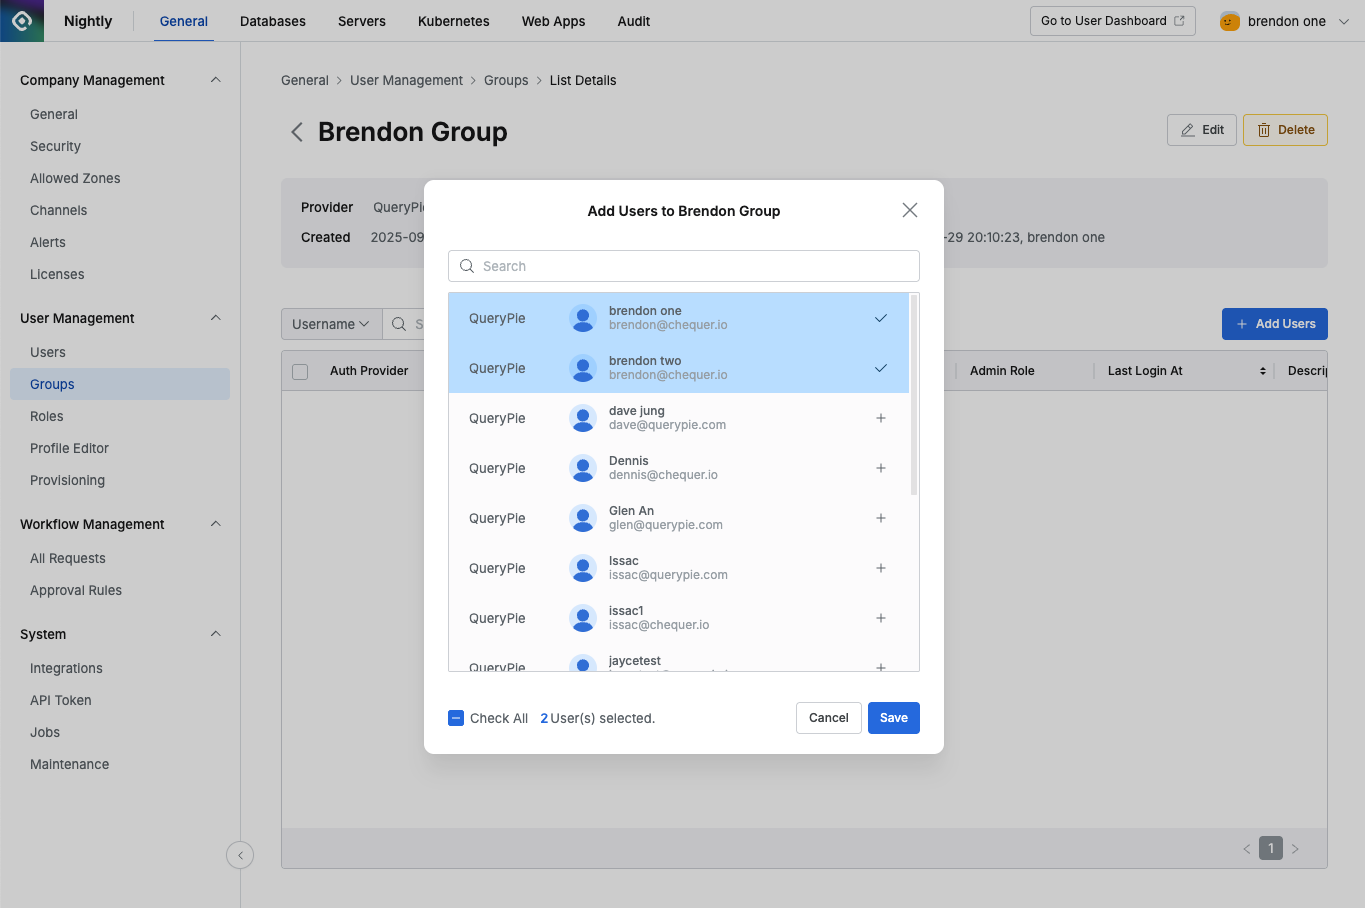 Nightly
General
Databases
Servers
Kubernetes
Web Apps
Audit
Go to User Dashboard
brendon one
Company Management
General
Security
Allowed Zones
Channels
Alerts
Licenses
User Management
Users
Groups
Roles
Profile Editor
Provisioning
Workflow Management
All Requests
Approval Rules
System
Integrations
API Token
Jobs
Maintenance
General > User Management > Groups > List Details
Brendon Group
Edit
Delete
Provider QueryPie
Created 2025-09
-29 20:10:23, brendon one
Username
Add Users
Auth Provider
Admin Role
Last Login At
Add Users to Brendon Group
Search
QueryPie
brendon one
brendon@chequer.io
QueryPie
brendon two
brendon@chequer.io
QueryPie
dave jung
dave@querypie.com
QueryPie
Dennis
dennis@chequer.io
QueryPie
Glen An
glen@querypie.com
QueryPie
Issac
issac@querypie.com
QueryPie
issac1
issac@chequer.io
QueryPie
jaycetest
Check All
2 User(s) selected.
Cancel
Save
< 1 >